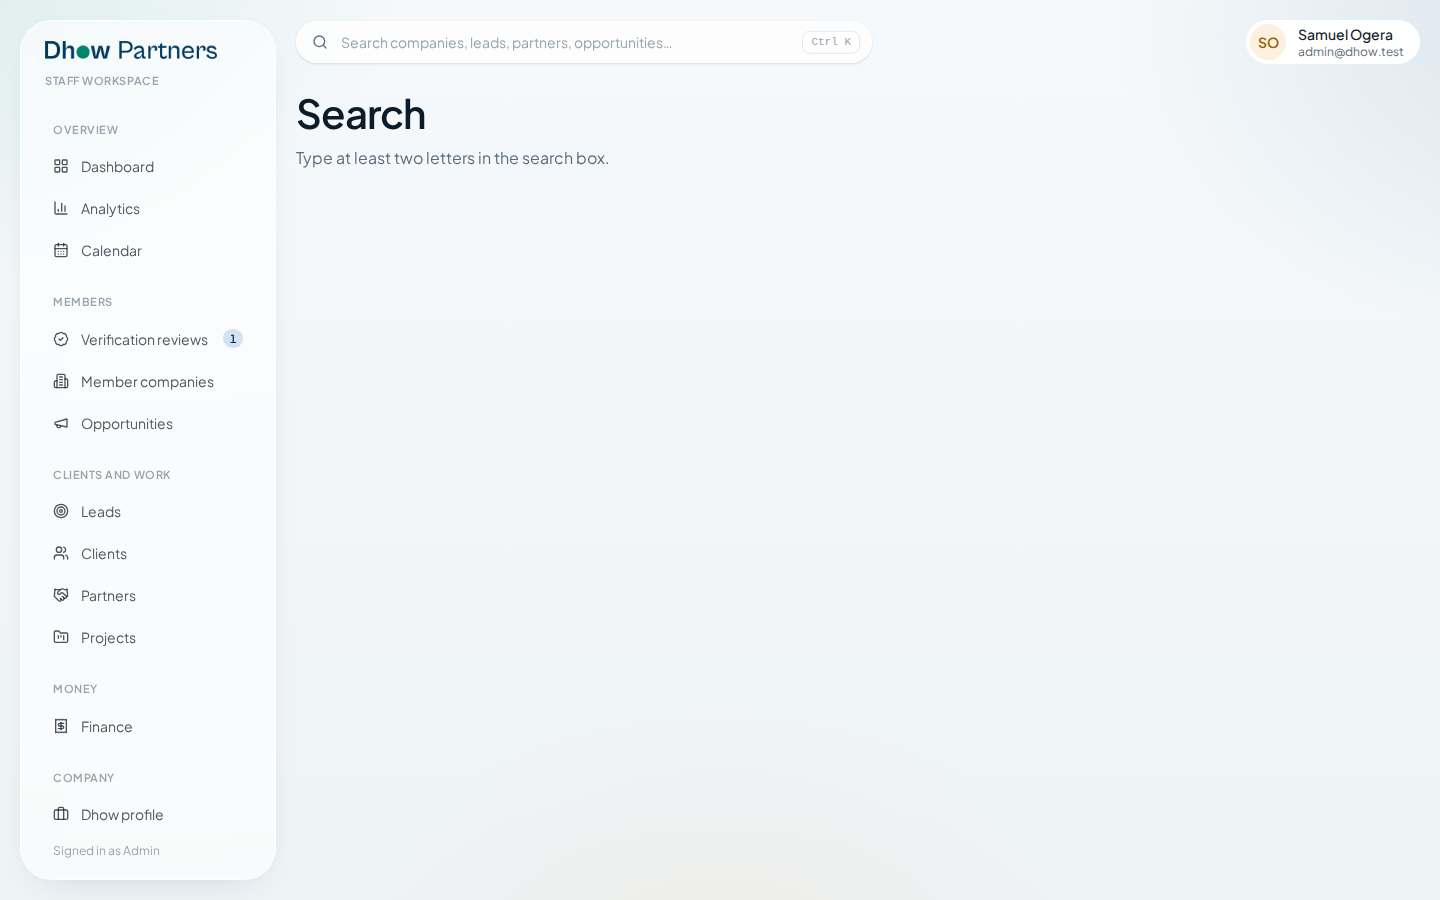 Dhow Partners
STAFF WORKSPACE
OVERVIEW
Dashboard
Analytics
Calendar
MEMBERS
Verification reviews 1
Member companies
Opportunities
CLIENTS AND WORK
Leads
Clients
Partners
Projects
MONEY
Finance
COMPANY
Dhow profile
Signed in as Admin
Search companies, leads, partners, opportunities... Ctrl K
SO Samuel Ogera
admin@dhow.test
Search
Type at least two letters in the search box.